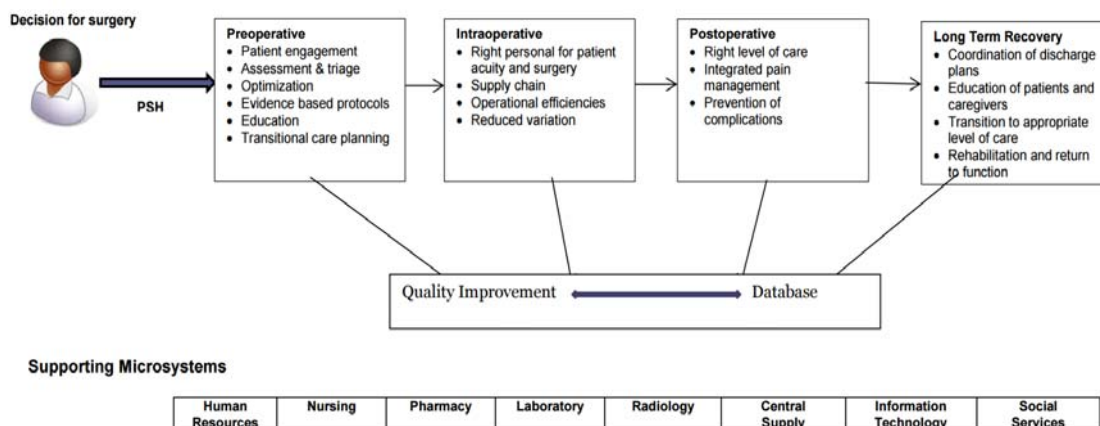 Decision for surgery
PSH
Preoperative
• Patient engagement
• Assessment & triage
• Optimization
• Evidence based protocols
• Education
• Transitional care planning
Intraoperative
• Right personal for patient
acuity and surgery
• Supply chain
• Operational efficiencies
• Reduced variation
Postoperative
• Right level of care
• Integrated pain
management
• Prevention of
complications
Long Term Recovery
• Coordination of discharge
plans
• Education of patients and
caregivers
• Transition to appropriate
level of care
• Rehabilitation and return
to function
Quality Improvement
Database
Supporting Microsystems
Human
Resources
Nursing
Pharmacy
Laboratory
Radiology
Central
Supply
Information
Technology
Social
Services